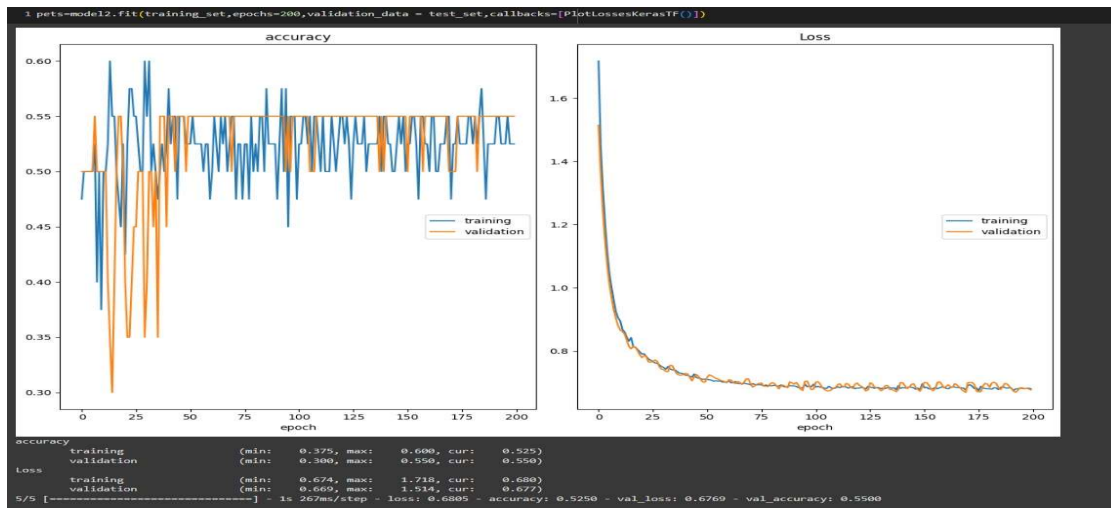 1 pets=model2.fit(training_set,epochs=200,validation_data = test_set,callbacks=[PlotLossesKerasTF()])
accuracy
Loss
0.60
0.55
0.50
0.45
0.40
0.35
0.30
training
validation
0 25 50 75 100 125 150 175 200
epoch
1.6
1.4
1.2
1.0
0.8
training
validation
0 25 50 75 100 125 150 175 200
epoch
accuracy
training (min: 0.375, max: 0.600, cur: 0.525)
validation (min: 0.300, max: 0.550, cur: 0.550)
Loss
training (min: 0.674, max: 1.718, cur: 0.680)
validation (min: 0.669, max: 1.514, cur: 0.677)
5/5 [==============================] - 1s 267ms/step - loss: 0.6805 - accuracy: 0.5250 - val_loss: 0.6769 - val_accuracy: 0.5500